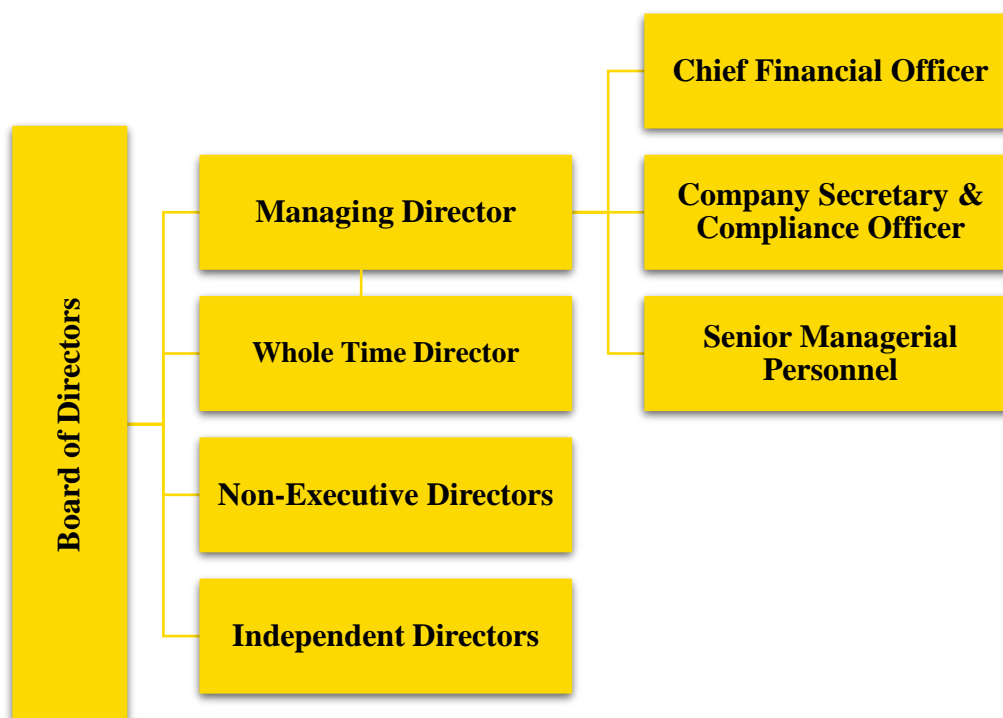 Board of Directors
Managing Director
Whole Time Director
Non-Executive Directors
Independent Directors
Chief Financial Officer
Company Secretary &
Compliance Officer
Senior Managerial
Personnel